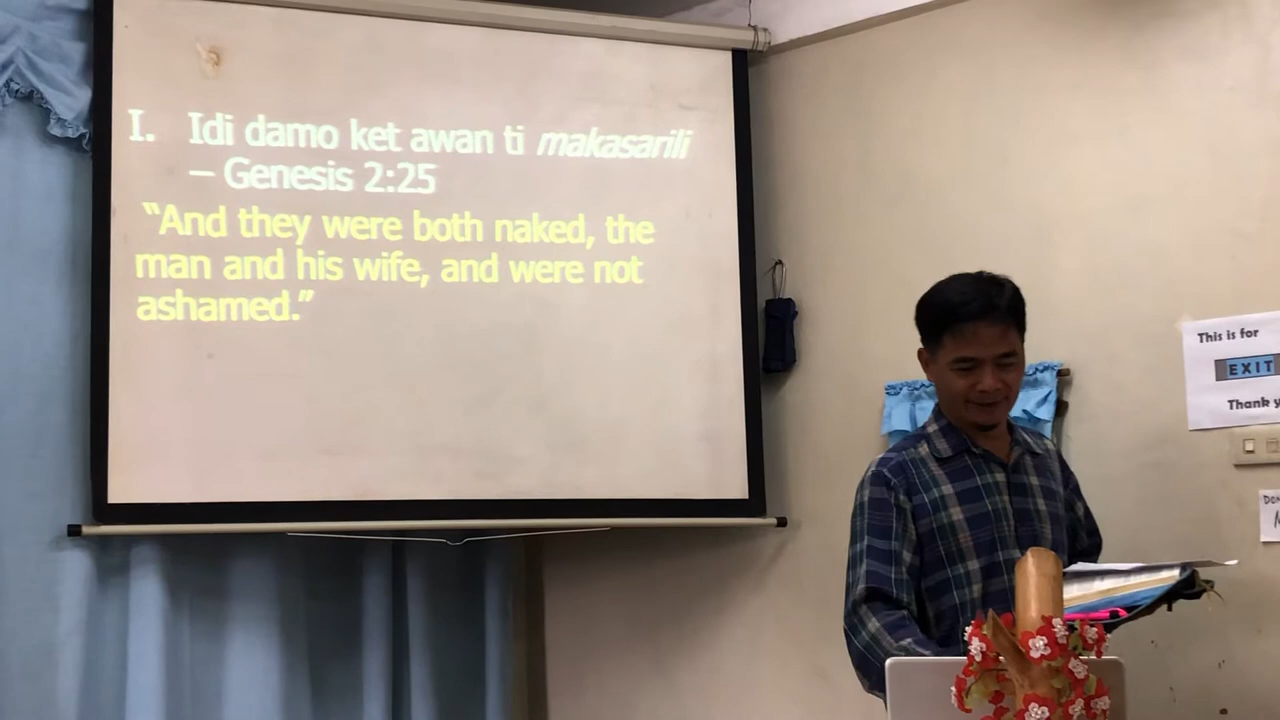 I. Idi damo ket awan ti makasarili
– Genesis 2:25
“And they were both naked, the
man and his wife, and were not
ashamed.”
This is for
EXIT
Thank